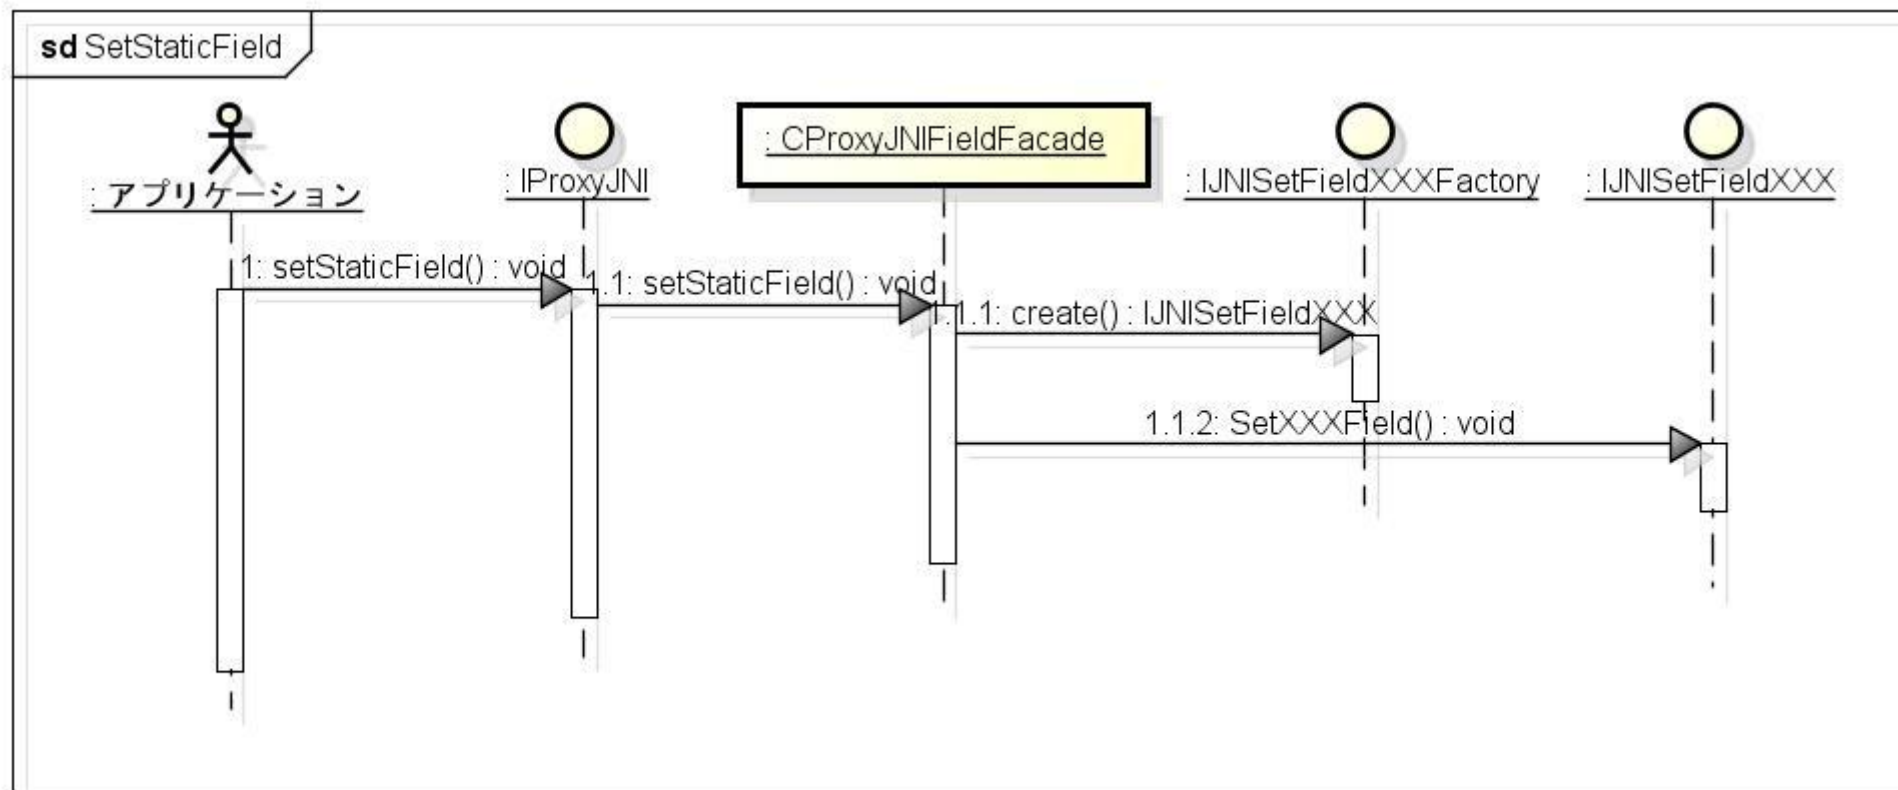 sd SetStaticField
: アプリケーション
: IProxyJNI
: CProxyJNIFieldFacade
: IJNISetFieldXXXFactory
: IJNISetFieldXXX
1: setStaticField() : void
1.1: setStaticField() : void
1.1.1: create() : IJNISetFieldXXX
1.1.2: SetXXXField() : void